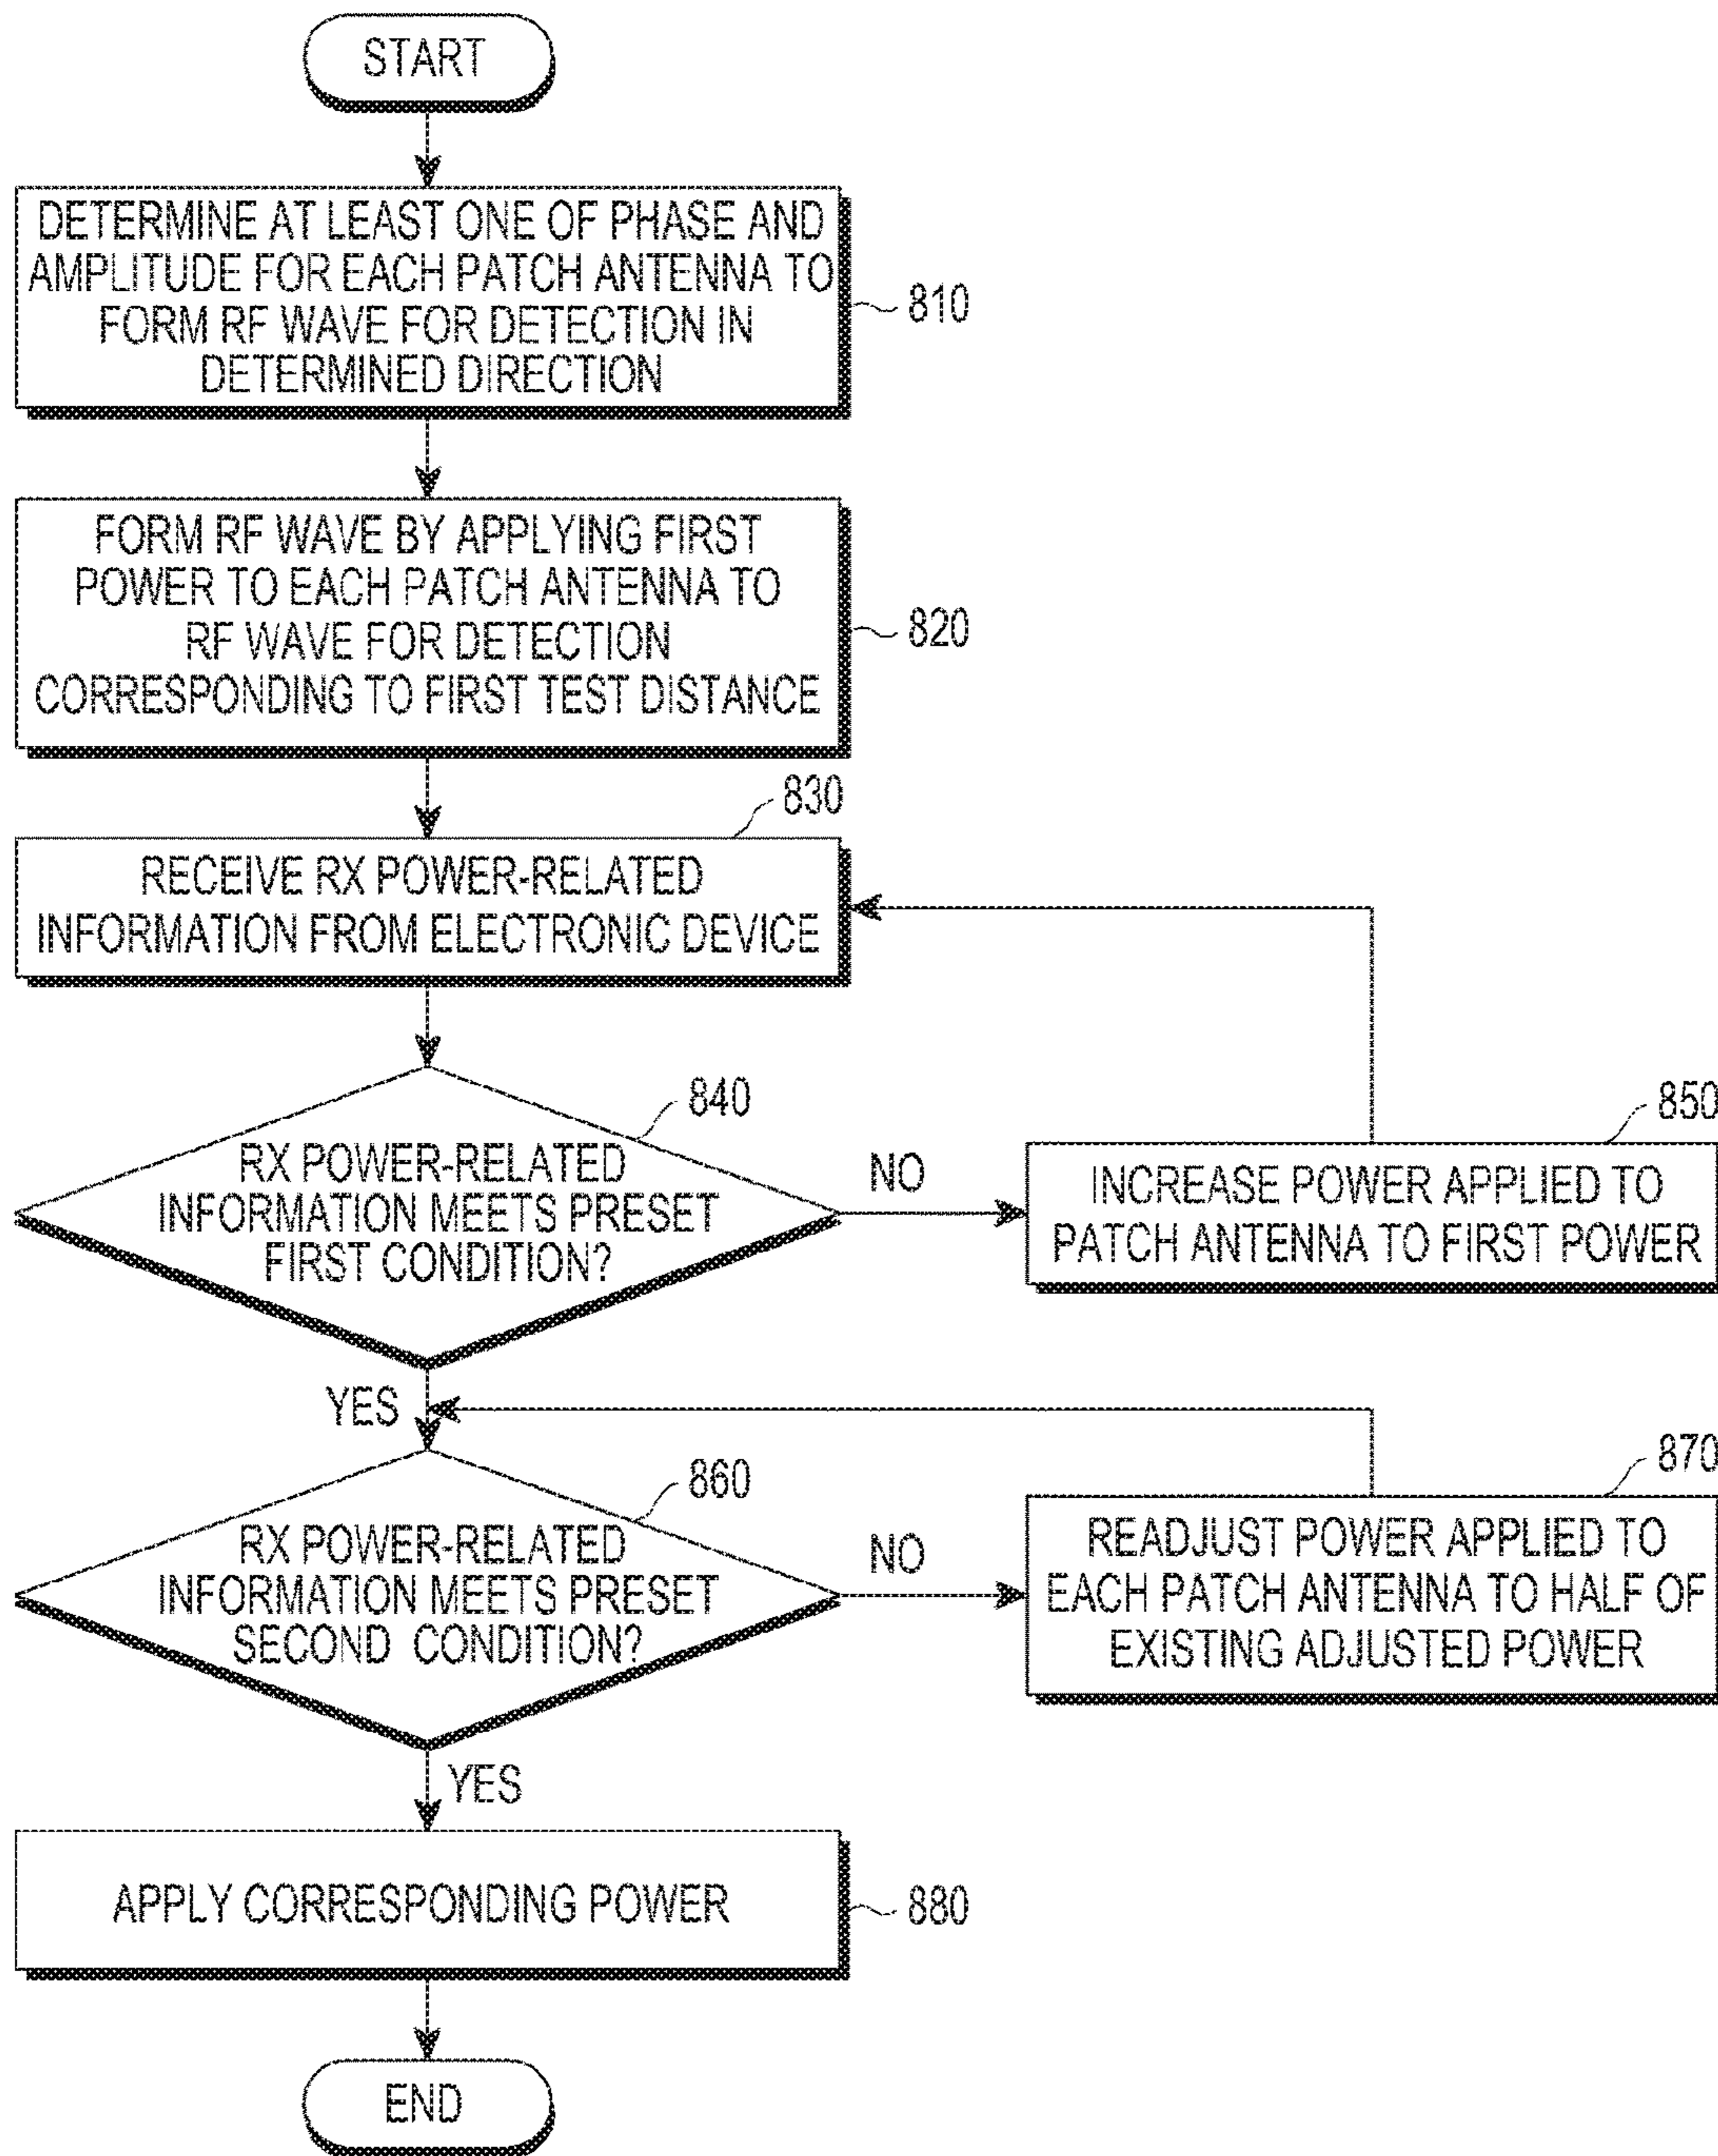 START
DETERMINE AT LEAST ONE OF PHASE AND
AMPLITUDE FOR EACH PATCH ANTENNA TO
FORM RF WAVE FOR DETECTION IN
DETERMINED DIRECTION
810
FORM RF WAVE BY APPLYING FIRST
POWER TO EACH PATCH ANTENNA TO
RF WAVE FOR DETECTION
CORRESPONDING TO FIRST TEST DISTANCE
820
830
RECEIVE RX POWER-RELATED
INFORMATION FROM ELECTRONIC DEVICE
840
RX POWER-RELATED
INFORMATION MEETS PRESET
FIRST CONDITION?
NO
850
INCREASE POWER APPLIED TO
PATCH ANTENNA TO FIRST POWER
YES
860
RX POWER-RELATED
INFORMATION MEETS PRESET
SECOND CONDITION?
NO
870
READJUST POWER APPLIED TO
EACH PATCH ANTENNA TO HALF OF
EXISTING ADJUSTED POWER
YES
APPLY CORRESPONDING POWER
880
END